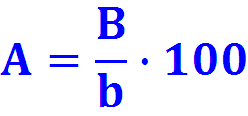 A = B/b · 100